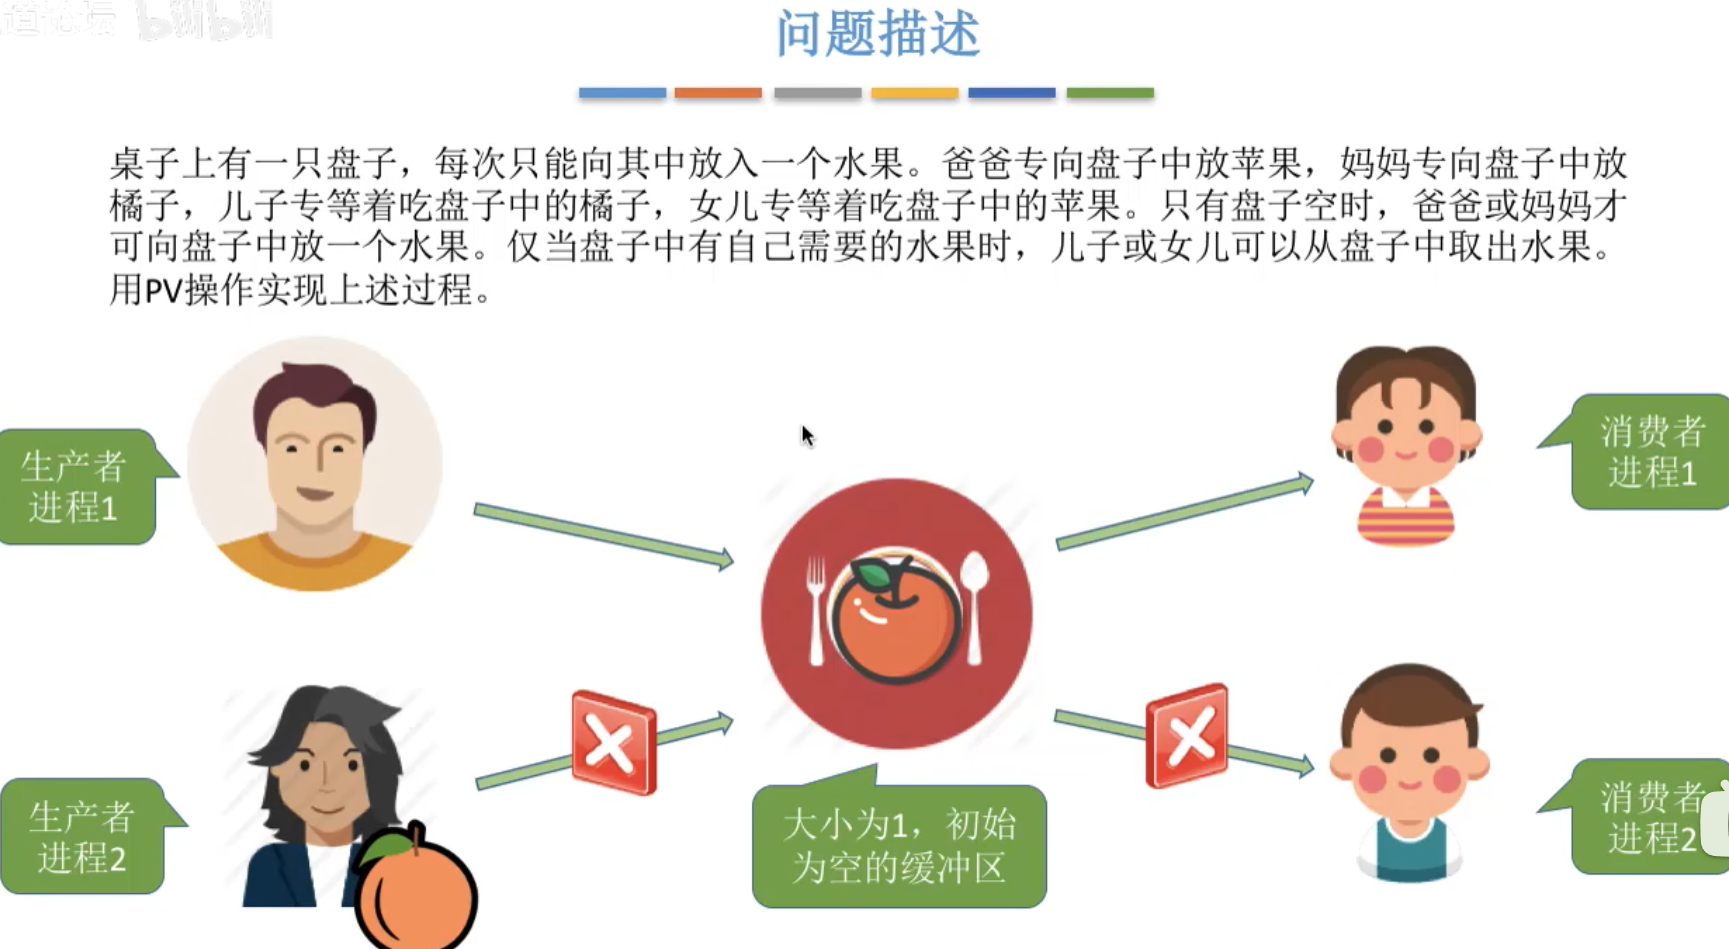 道论坛 bilibili
问题描述
桌子上有一只盘子，每次只能向其中放入一个水果。爸爸专向盘子中放苹果，妈妈专向盘子中放
橘子，儿子专等着吃盘子中的橘子，女儿专等着吃盘子中的苹果。只有盘子空时，爸爸或妈妈才
可向盘子中放一个水果。仅当盘子中有自己需要的水果时，儿子或女儿可以从盘子中取出水果。
用PV操作实现上述过程。
生产者
进程1
消费者
进程1
生产者
进程2
大小为1，初始
为空的缓冲区
消费者
进程2